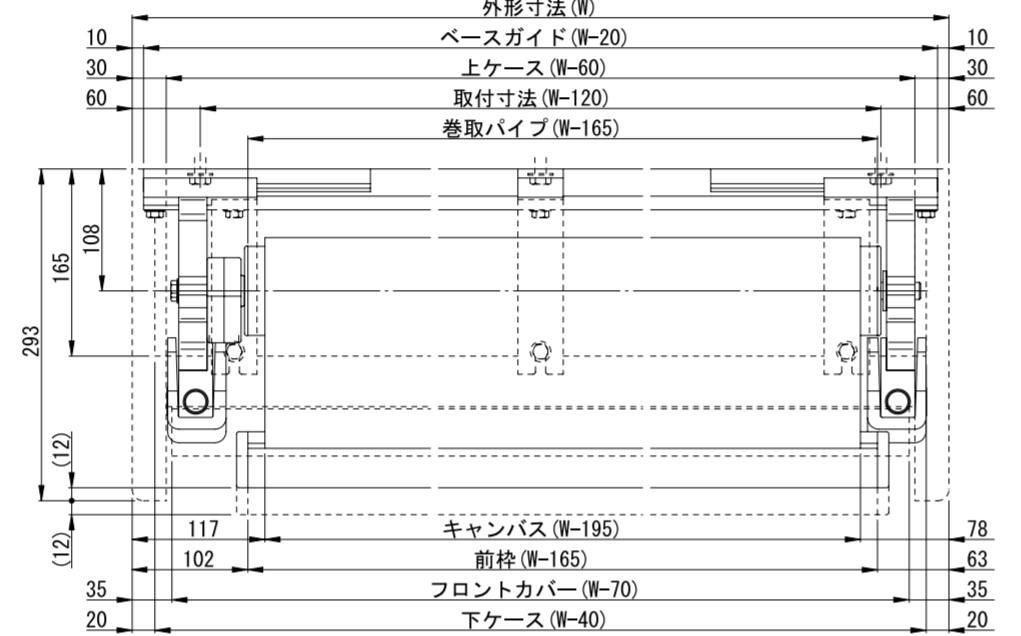 外形寸法(W)
10 ベースガイド(W-20) 10
30 上ケース(W-60) 30
60 取付寸法(W-120) 60
巻取パイプ(W-165)
108
165
293
(12)
(12)
117 キャンバス(W-195) 78
102 前枠(W-165) 63
35 フロントカバー(W-70) 35
20 下ケース(W-40) 20